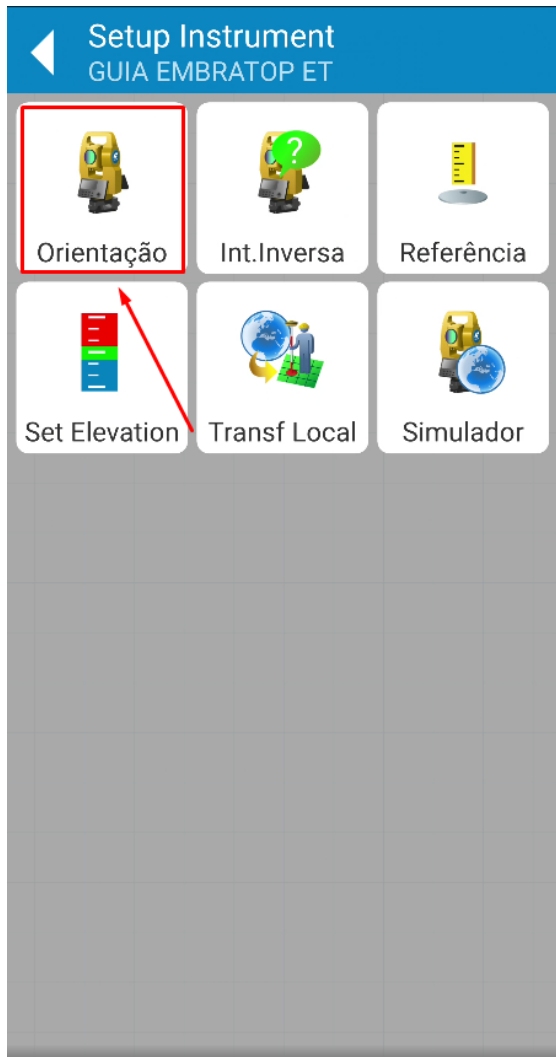 Setup Instrument
GUIA EMBRATOP ET
?
Orientação
Int.Inversa
Referência
Set Elevation
Transf Local
Simulador